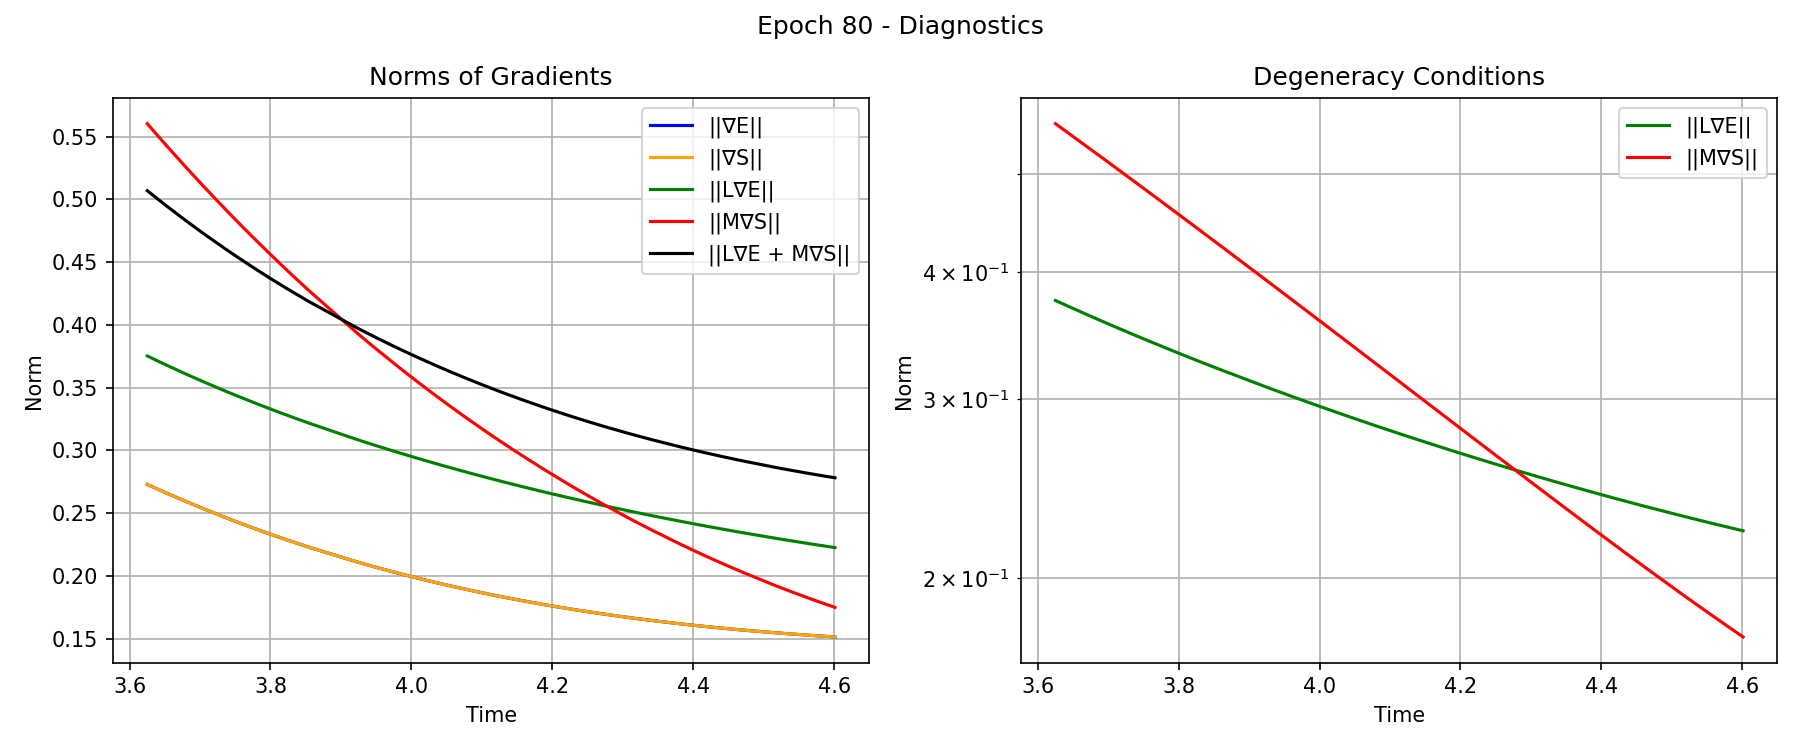 Epoch 80 - Diagnostics
Norms of Gradients
||∇E||
||∇S||
||L∇E||
||M∇S||
||L∇E + M∇S||
0.55
0.50
0.45
0.40
0.35
0.30
0.25
0.20
0.15
Norm
3.6 3.8 4.0 4.2 4.4 4.6
Time
Degeneracy Conditions
||L∇E||
||M∇S||
4 × 10⁻¹
3 × 10⁻¹
2 × 10⁻¹
Norm
3.6 3.8 4.0 4.2 4.4 4.6
Time